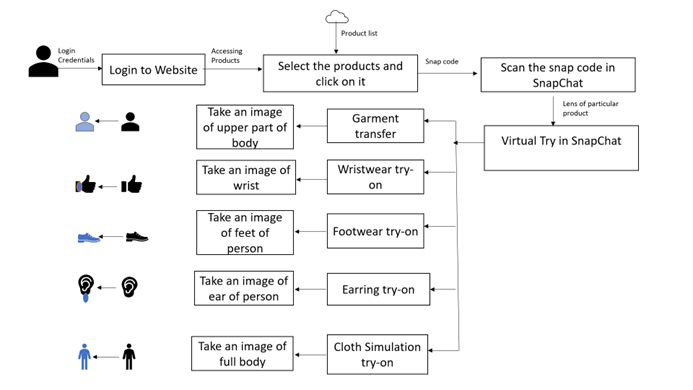 Product list
Login
Credentials
Login to Website
Accessing
Products
Select the products and
click on it
Snap code
Scan the snap code in
SnapChat
Lens of particular
product
Virtual Try in SnapChat
Take an image
of upper part of
body
Garment
transfer
Take an image of
wrist
Wristwear try-
on
Take an image
of feet of
person
Footwear try-on
Take an image of
ear of person
Earring try-on
Take an image of
full body
Cloth Simulation
try-on